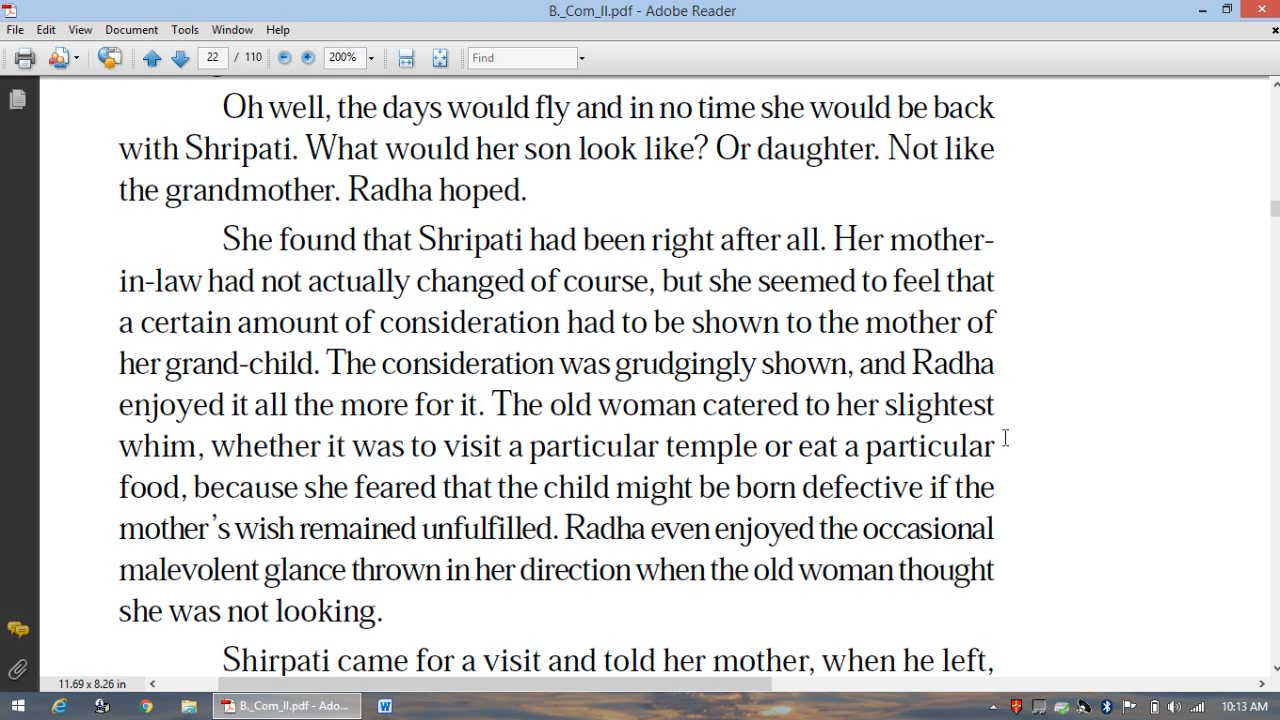 B._Com_II.pdf - Adobe Reader
File Edit View Document Tools Window Help
22 / 110 200% Find
Oh well, the days would fly and in no time she would be back
with Shripati. What would her son look like? Or daughter. Not like
the grandmother. Radha hoped.
She found that Shripati had been right after all. Her mother-
in-law had not actually changed of course, but she seemed to feel that
a certain amount of consideration had to be shown to the mother of
her grand-child. The consideration was grudgingly shown, and Radha
enjoyed it all the more for it. The old woman catered to her slightest
whim, whether it was to visit a particular temple or eat a particular
food, because she feared that the child might be born defective if the
mother’s wish remained unfulfilled. Radha even enjoyed the occasional
malevolent glance thrown in her direction when the old woman thought
she was not looking.
Shirpati came for a visit and told her mother, when he left,
11.69 x 8.26 in
B._Com_II.pdf - Ado... 10:13 AM